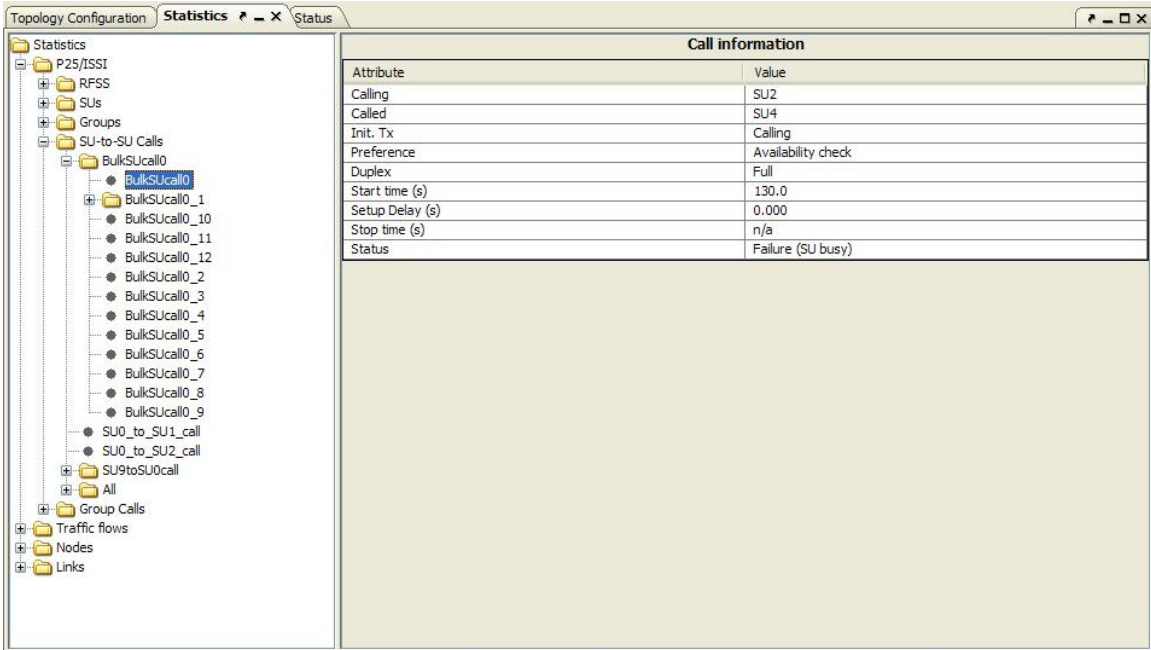 Topology Configuration Statistics Status
Statistics
P25/ISSI
RFSS
SUs
Groups
SU-to-SU Calls
BulkSUcall0
BulkSUcall0
BulkSUcall0_1
BulkSUcall0_10
BulkSUcall0_11
BulkSUcall0_12
BulkSUcall0_2
BulkSUcall0_3
BulkSUcall0_4
BulkSUcall0_5
BulkSUcall0_6
BulkSUcall0_7
BulkSUcall0_8
BulkSUcall0_9
SU0_to_SU1_call
SU0_to_SU2_call
SU9toSU0call
All
Group Calls
Traffic flows
Nodes
Links
Call information
Attribute Value
Calling SU2
Called SU4
Init. Tx Calling
Preference Availability check
Duplex Full
Start time (s) 130.0
Setup Delay (s) 0.000
Stop time (s) n/a
Status Failure (SU busy)